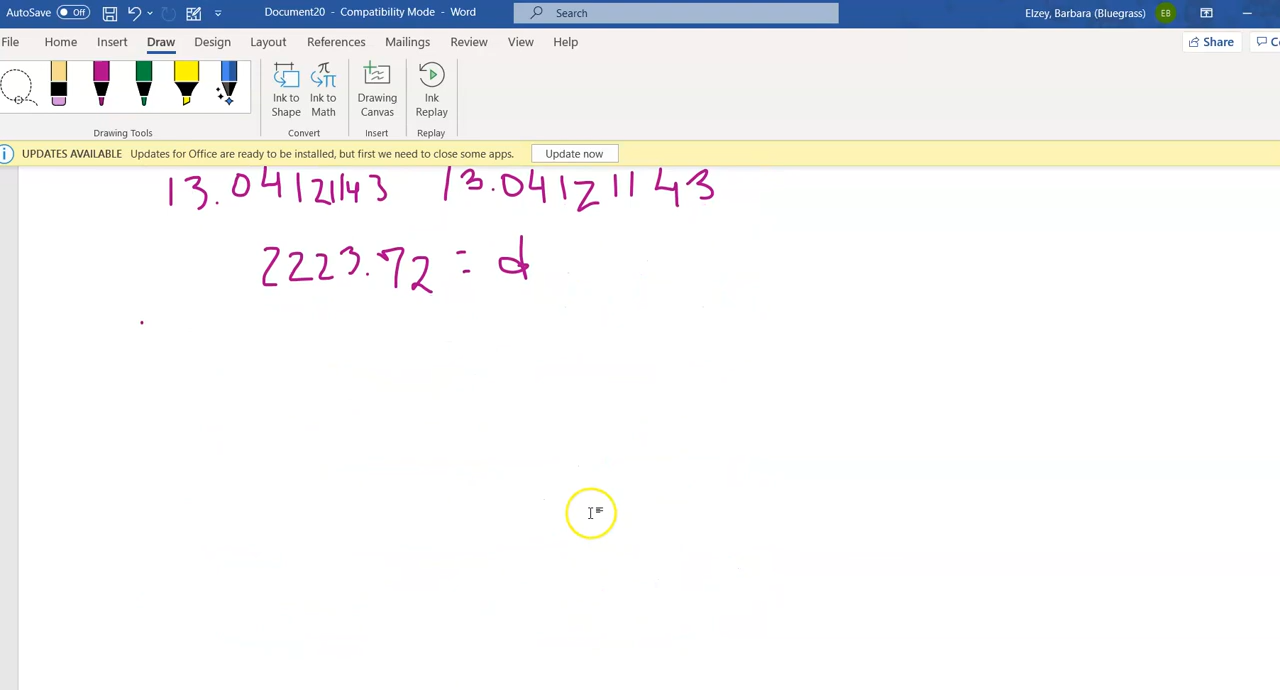 AutoSave Off Document20 - Compatibility Mode - Word Search Elzey, Barbara (Bluegrass) EB
File Home Insert Draw Design Layout References Mailings Review View Help Share Co
Ink to Shape Ink to Math Drawing Canvas Ink Replay
Drawing Tools Convert Insert Replay
UPDATES AVAILABLE Updates for Office are ready to be installed, but first we need to close some apps. Update now
13.04121143 13.04121143
2223.72 = d